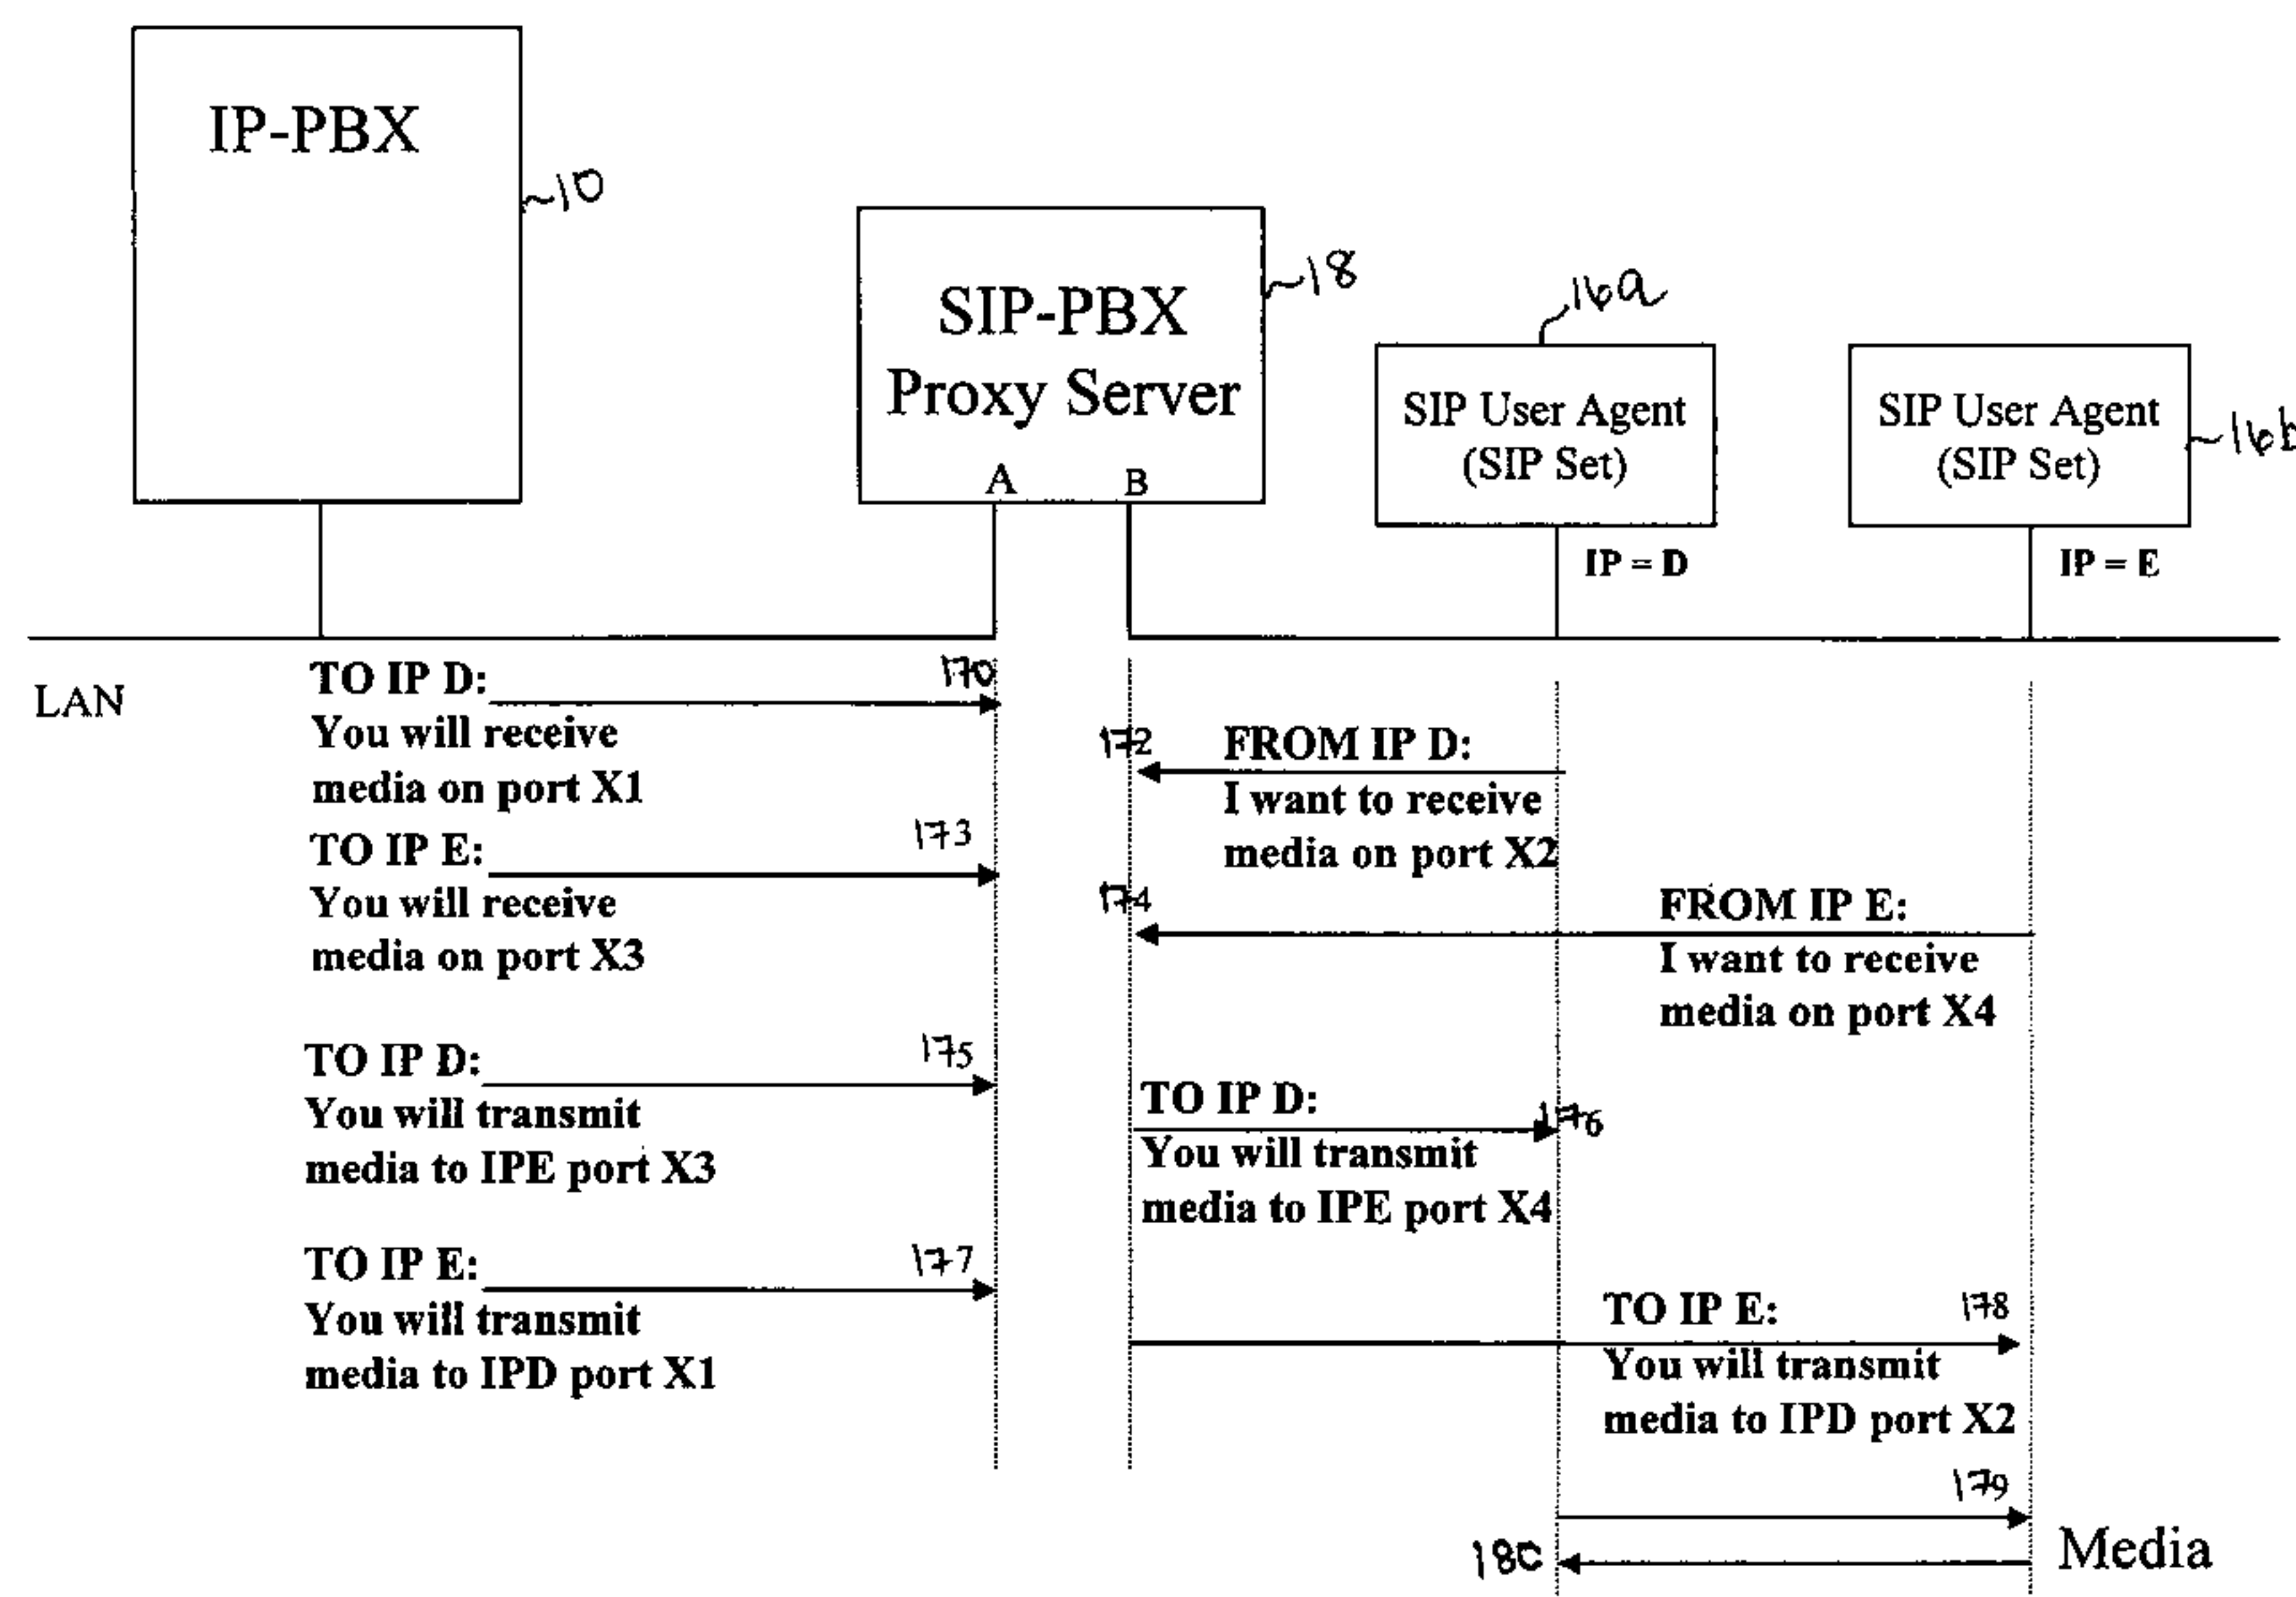 IP-PBX
~10
SIP-PBX
Proxy Server
A
B
~18
16a
SIP User Agent
(SIP Set)
IP = D
SIP User Agent
(SIP Set)
~16b
IP = E
LAN
TO IP D:
170
You will receive
media on port X1
172
FROM IP D:
I want to receive
media on port X2
TO IP E:
173
You will receive
media on port X3
174
FROM IP E:
I want to receive
media on port X4
TO IP D:
175
You will transmit
media to IPE port X3
TO IP D:
176
You will transmit
media to IPE port X4
TO IP E:
177
You will transmit
media to IPD port X1
TO IP E:
178
You will transmit
media to IPD port X2
179
180
Media